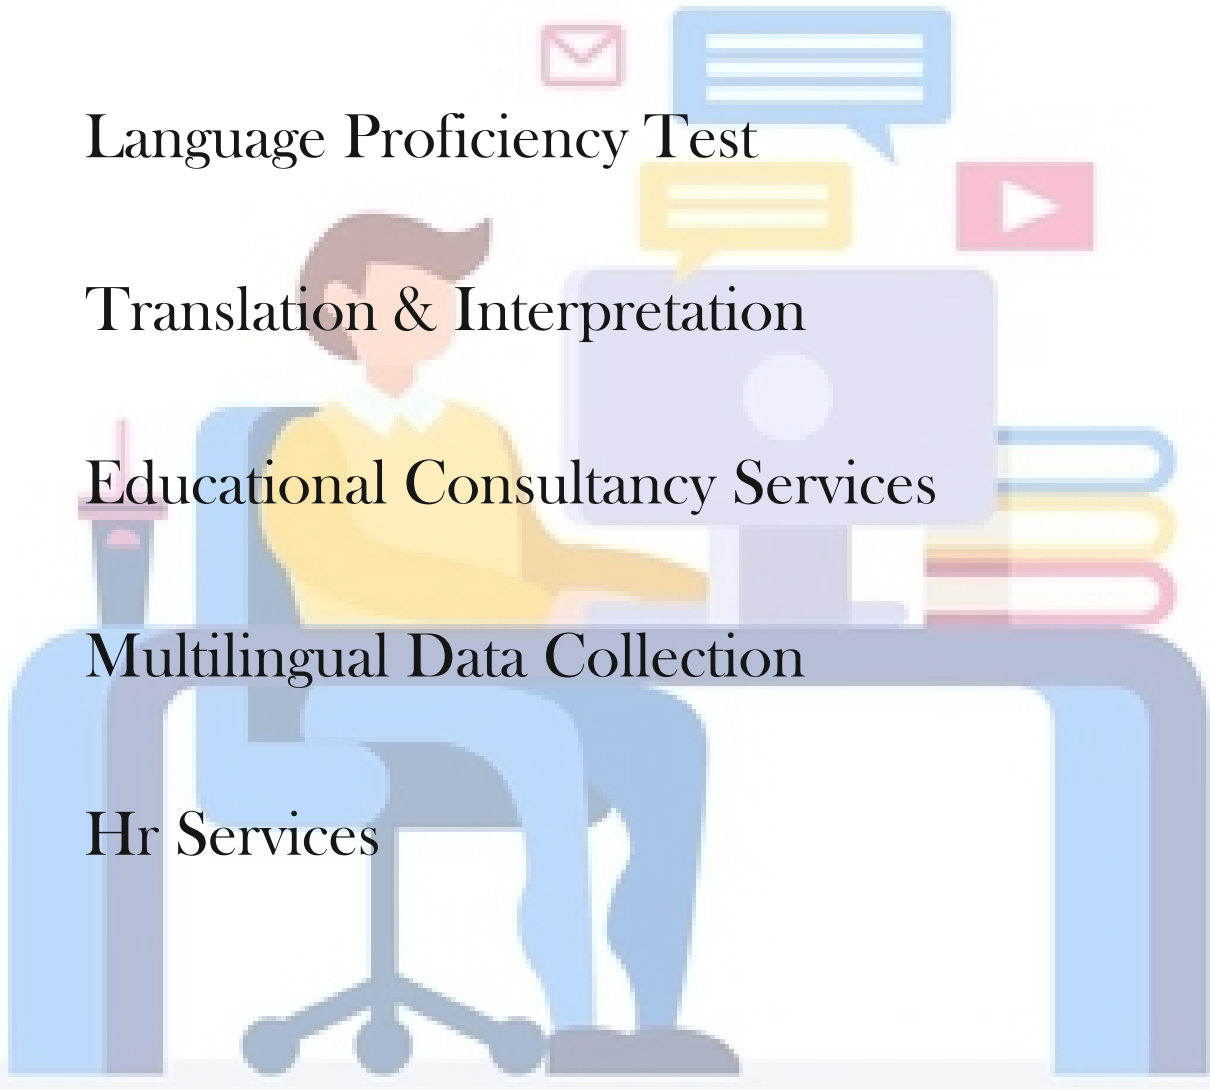 Language Proficiency Test
Translation & Interpretation
Educational Consultancy Services
Multilingual Data Collection
Hr Services